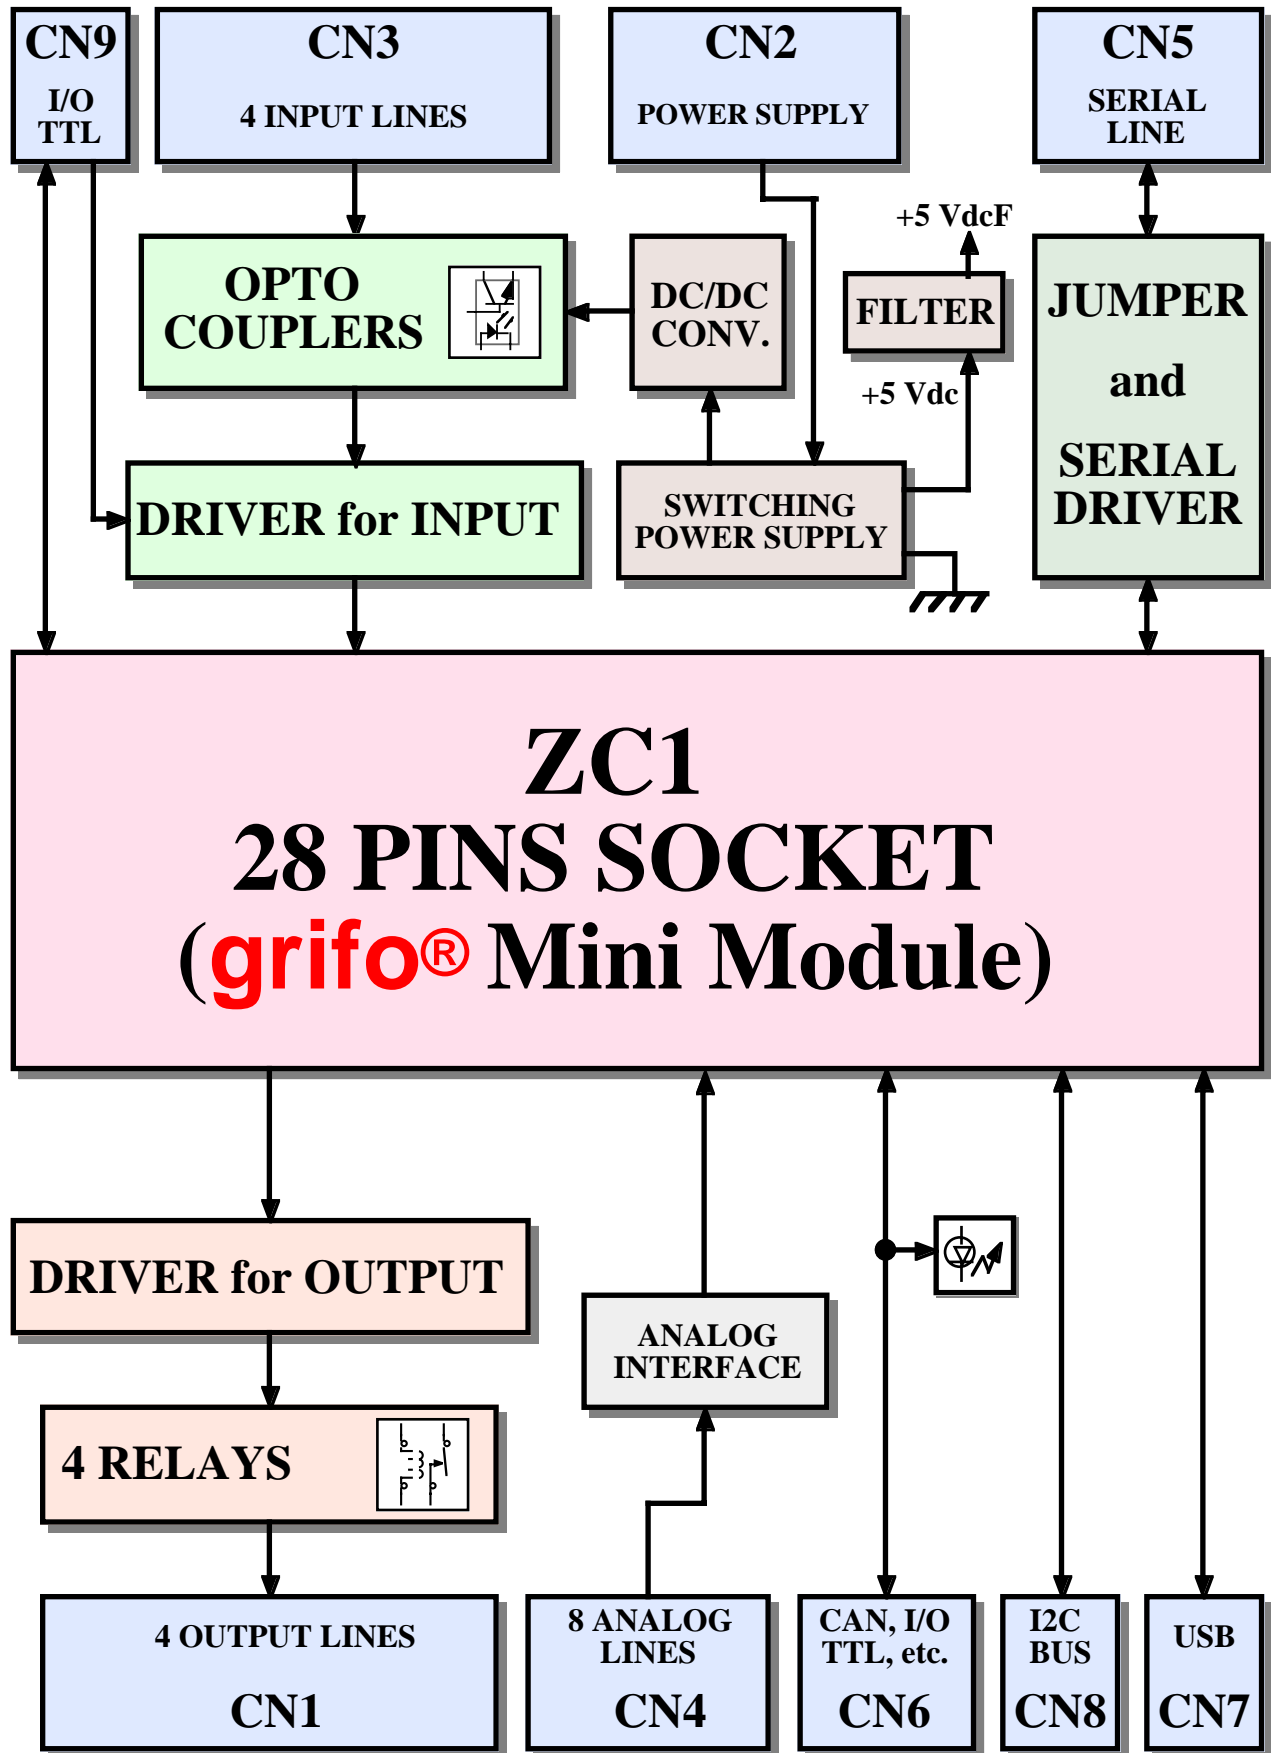 CN9
I/O
TTL
CN3
4 INPUT LINES
CN2
POWER SUPPLY
CN5
SERIAL
LINE
OPTO
COUPLERS
DC/DC
CONV.
+5 VdcF
FILTER
+5 Vdc
JUMPER
and
SERIAL
DRIVER
DRIVER for INPUT
SWITCHING
POWER SUPPLY
ZC1
28 PINS SOCKET
(grifo® Mini Module)
DRIVER for OUTPUT
4 RELAYS
ANALOG
INTERFACE
4 OUTPUT LINES
CN1
8 ANALOG
LINES
CN4
CAN, I/O
TTL, etc.
CN6
I2C
BUS
CN8
USB
CN7